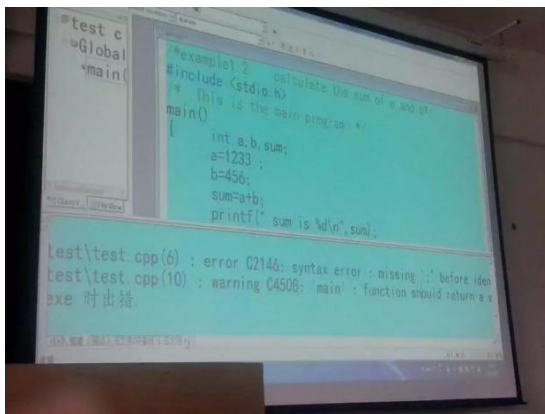 test c
Global
main(
/*example1.2 calculate the sum of a and b*/
#include <stdio.h>
/* This is the main program */
main()
{
int a,b,sum;
a=1233 ;
b=456;
sum=a+b;
printf(" sum is %d\n",sum);
ClassV... FileView
test\test.cpp(6) : error C2146: syntax error : missing ';' before iden
test\test.cpp(10) : warning C4508: 'main' : function should return a v
exe 时出错.